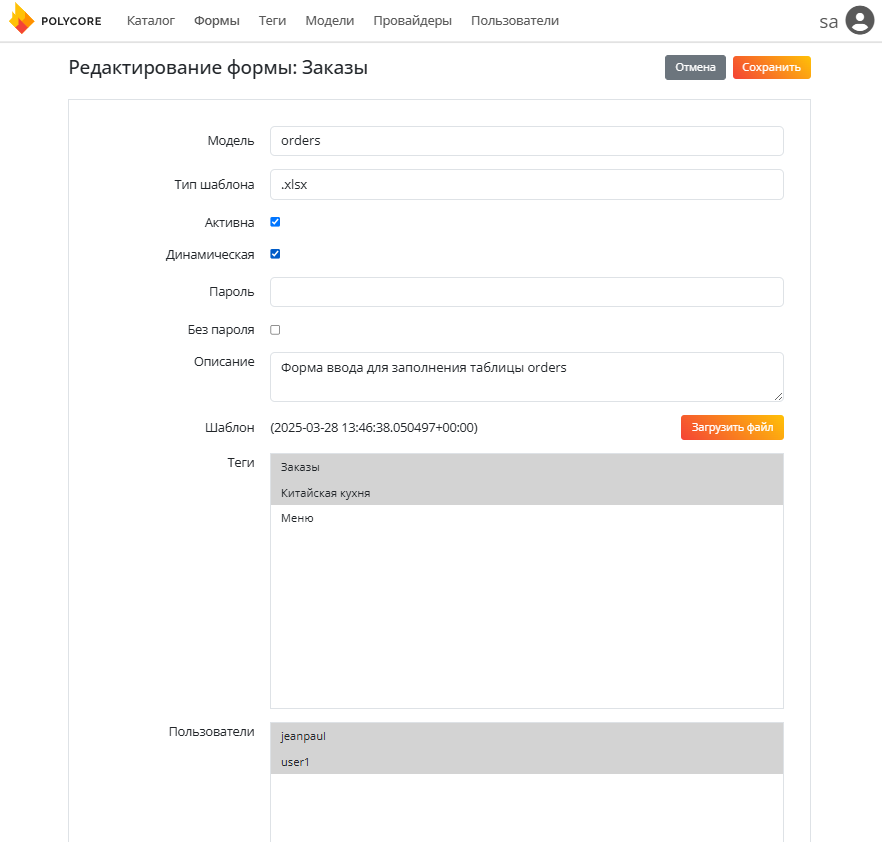 POLYCORE Каталог Формы Теги Модели Провайдеры Пользователи sa
Редактирование формы: Заказы Отмена Сохранить
Модель orders
Тип шаблона .xlsx
Активна
Динамическая
Пароль
Без пароля
Описание Форма ввода для заполнения таблицы orders
Шаблон (2025-03-28 13:46:38.050497+00:00) Загрузить файл
Теги Заказы
Китайская кухня
Меню
Пользователи jeanpaul
user1